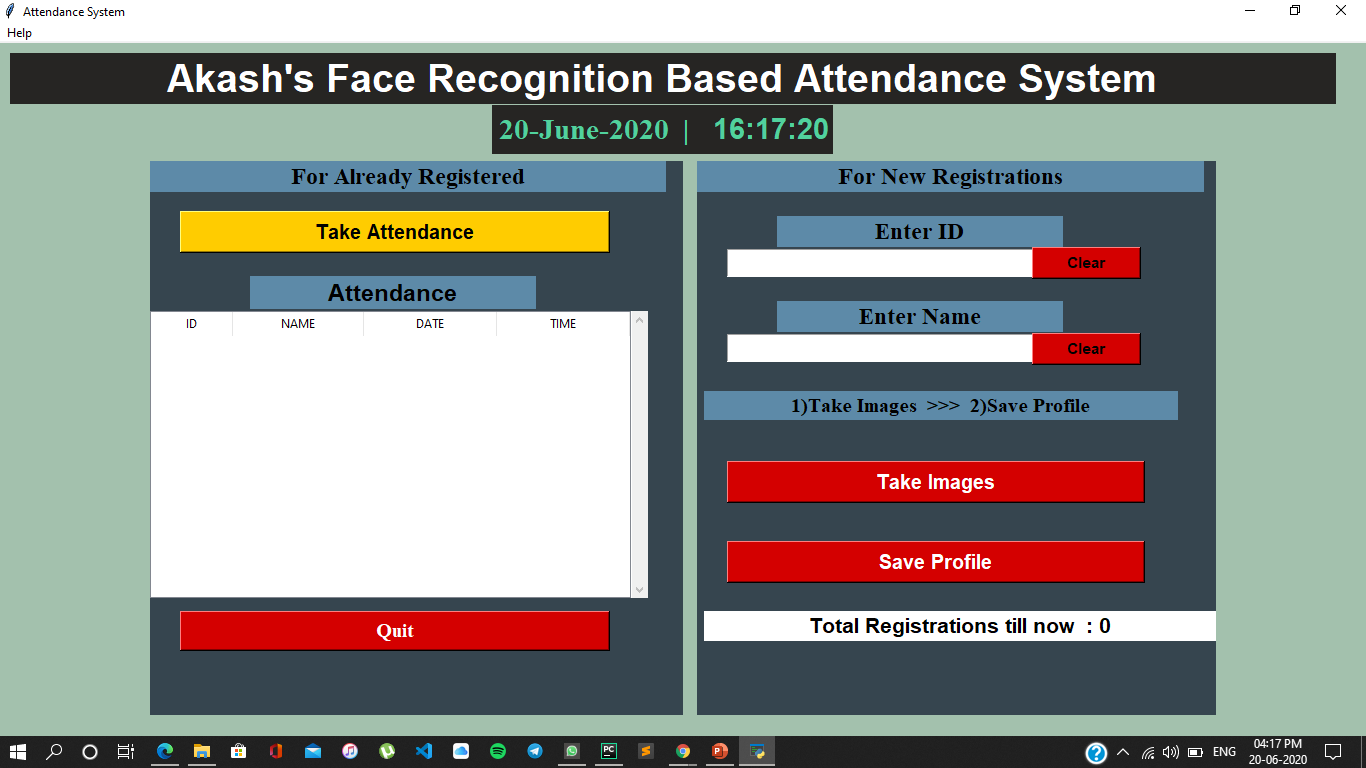 Attendance System
Help
Akash's Face Recognition Based Attendance System
20-June-2020 | 16:17:20
For Already Registered
Take Attendance
Attendance
ID NAME DATE TIME
Quit
For New Registrations
Enter ID
Clear
Enter Name
Clear
1)Take Images >>> 2)Save Profile
Take Images
Save Profile
Total Registrations till now : 0
PC
ENG
04:17 PM
20-06-2020